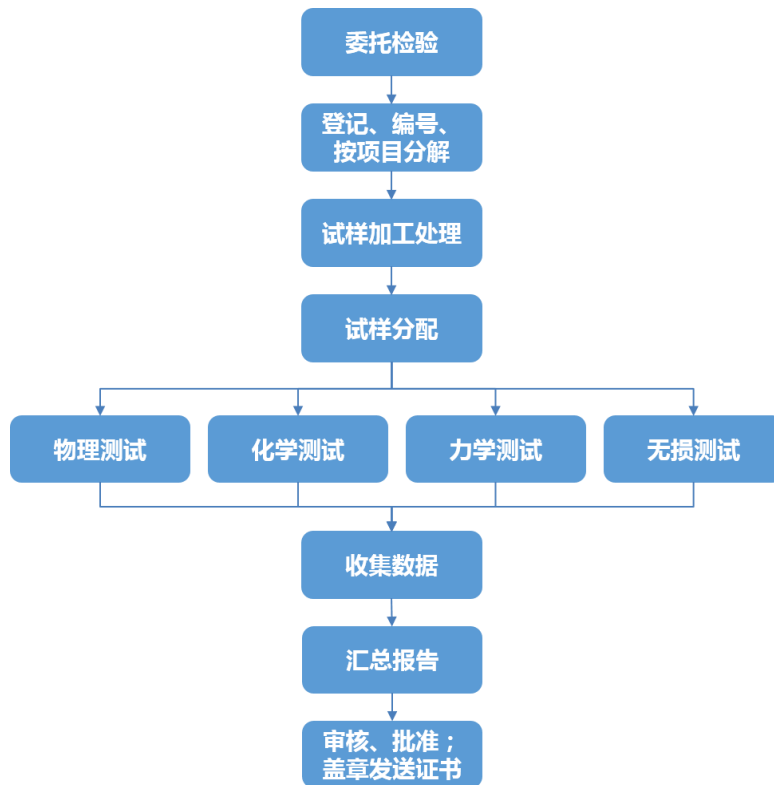 委托检验
登记、编号、
按项目分解
试样加工处理
试样分配
物理测试
化学测试
力学测试
无损测试
收集数据
汇总报告
审核、批准；
盖章发送证书